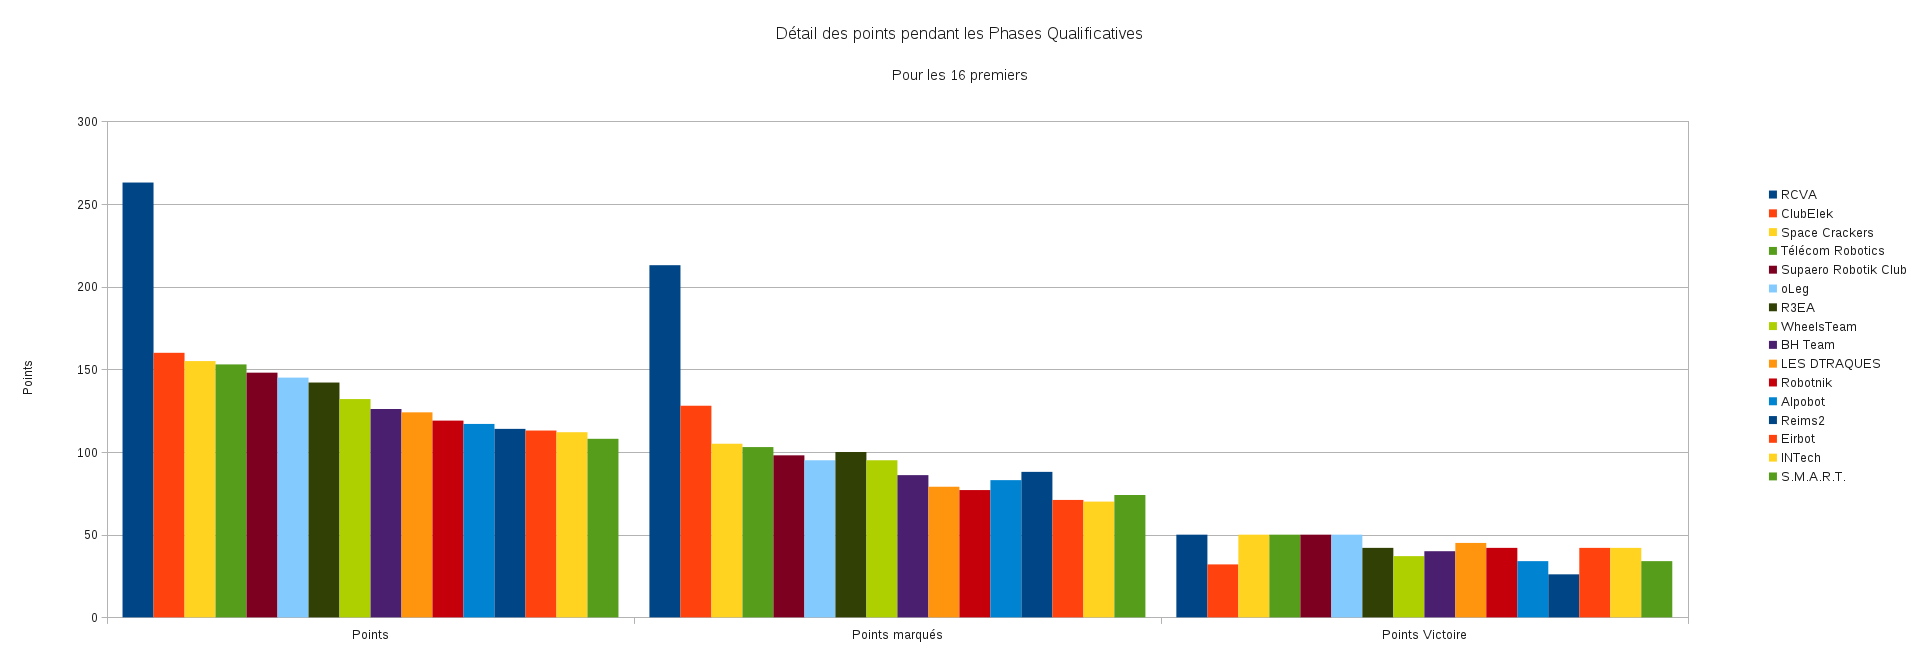 Détail des points pendant les Phases Qualificatives
Pour les 16 premiers
300
250
200
150
100
50
0
Points
Points
Points marqués
Points Victoire
RCVA
ClubElek
Space Crackers
Télécom Robotics
Supaero Robotik Club
oLeg
R3EA
WheelsTeam
BH Team
LES DTRAQUES
Robotnik
Alpobot
Reims2
Eirbot
INTech
S.M.A.R.T.